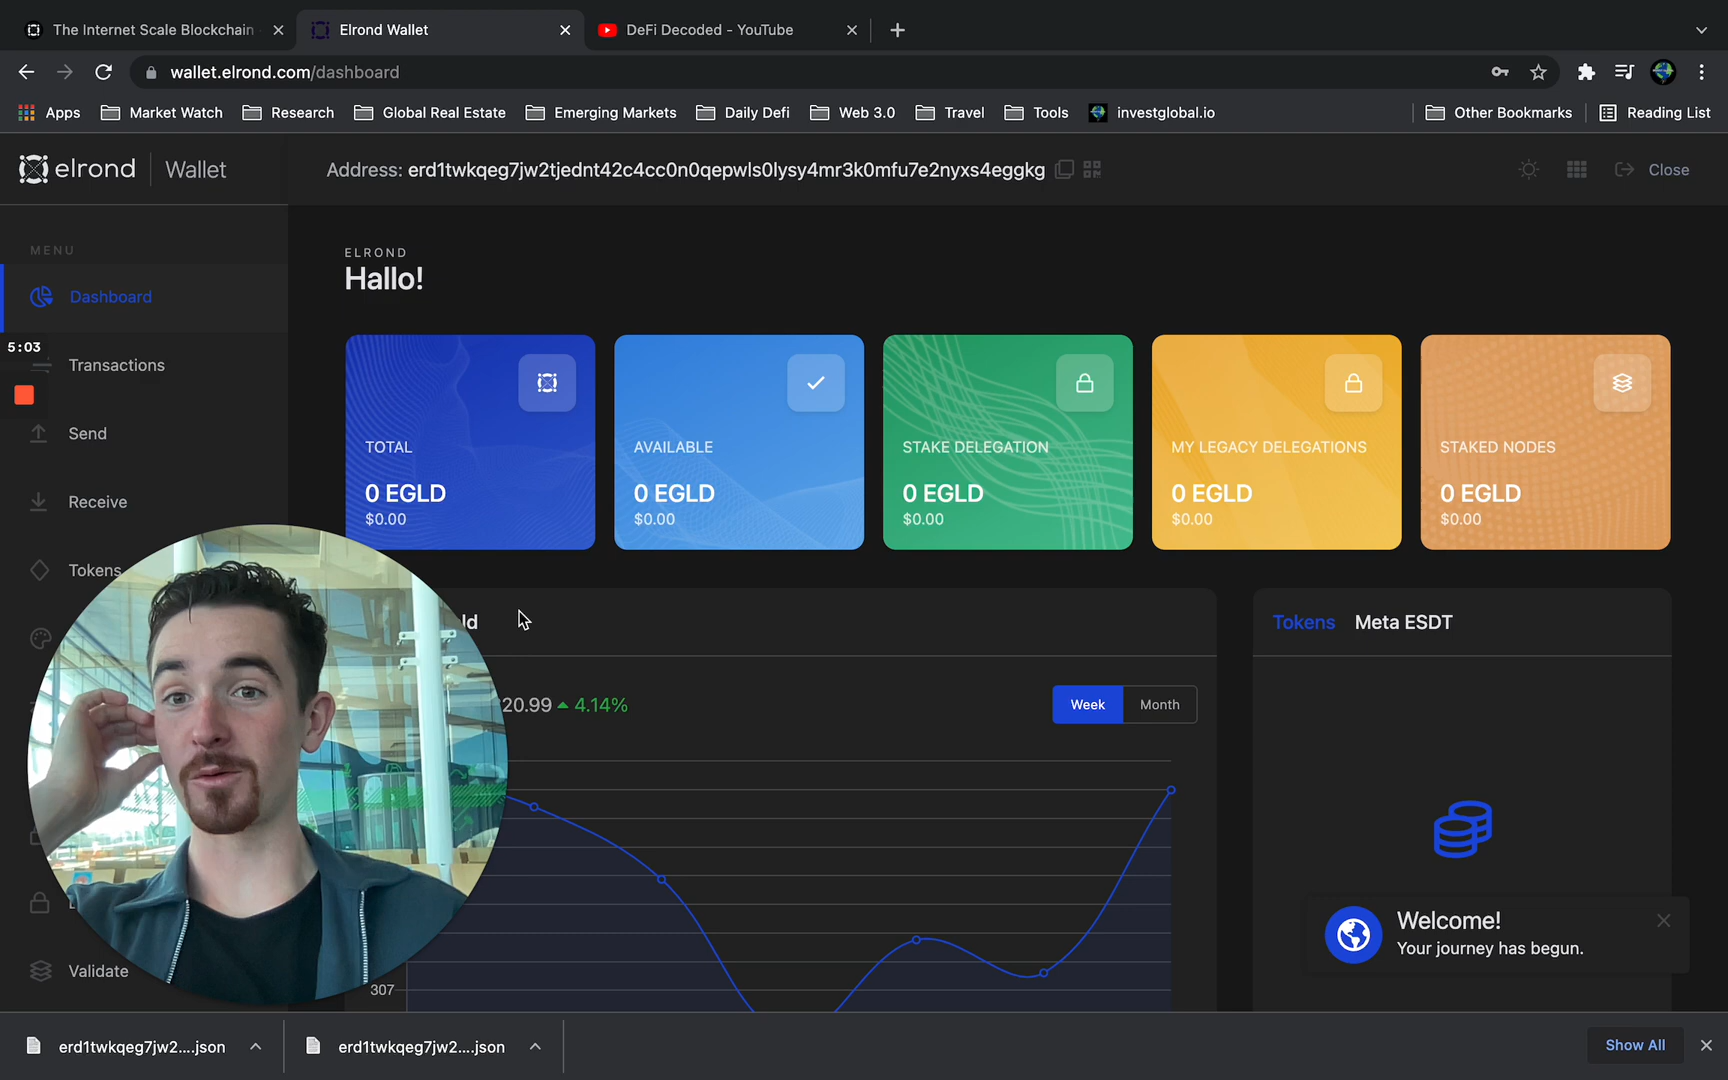 The Internet Scale Blockchain
Elrond Wallet
DeFi Decoded - YouTube
wallet.elrond.com/dashboard
Apps
Market Watch
Research
Global Real Estate
Emerging Markets
Daily Defi
Web 3.0
Travel
Tools
investglobal.io
Other Bookmarks
Reading List
elrond
Wallet
Address: erd1twkqeg7jw2tjednt42c4cc0n0qepwls0lysy4mr3k0mfu7e2nyxs4eggkg
Close
MENU
Dashboard
5:03
Transactions
Send
Receive
Tokens
Validate
ELROND
Hallo!
TOTAL
0 EGLD
$0.00
AVAILABLE
0 EGLD
$0.00
STAKE DELEGATION
0 EGLD
$0.00
MY LEGACY DELEGATIONS
0 EGLD
$0.00
STAKED NODES
0 EGLD
$0.00
ld
20.99 4.14%
Week
Month
307
Tokens
Meta ESDT
Welcome!
Your journey has begun.
erd1twkqeg7jw2....json
erd1twkqeg7jw2....json
Show All